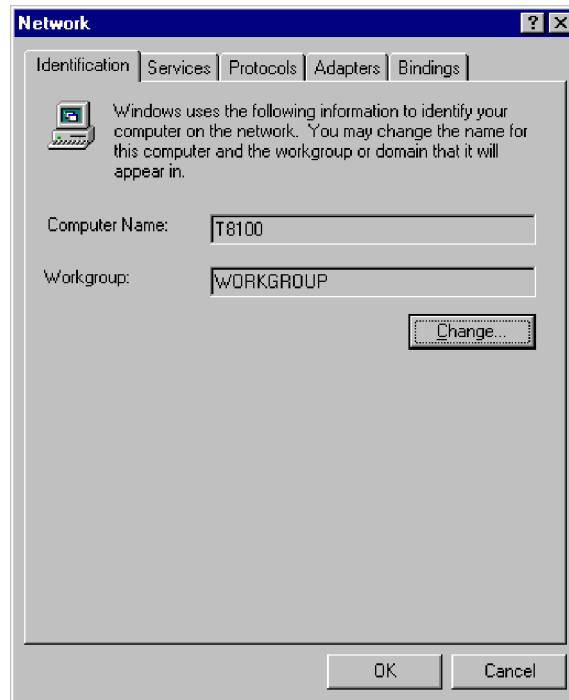 Network
Identification Services Protocols Adapters Bindings
Windows uses the following information to identify your
computer on the network. You may change the name for
this computer and the workgroup or domain that it will
appear in.
Computer Name: T8100
Workgroup: WORKGROUP
Change...
OK Cancel